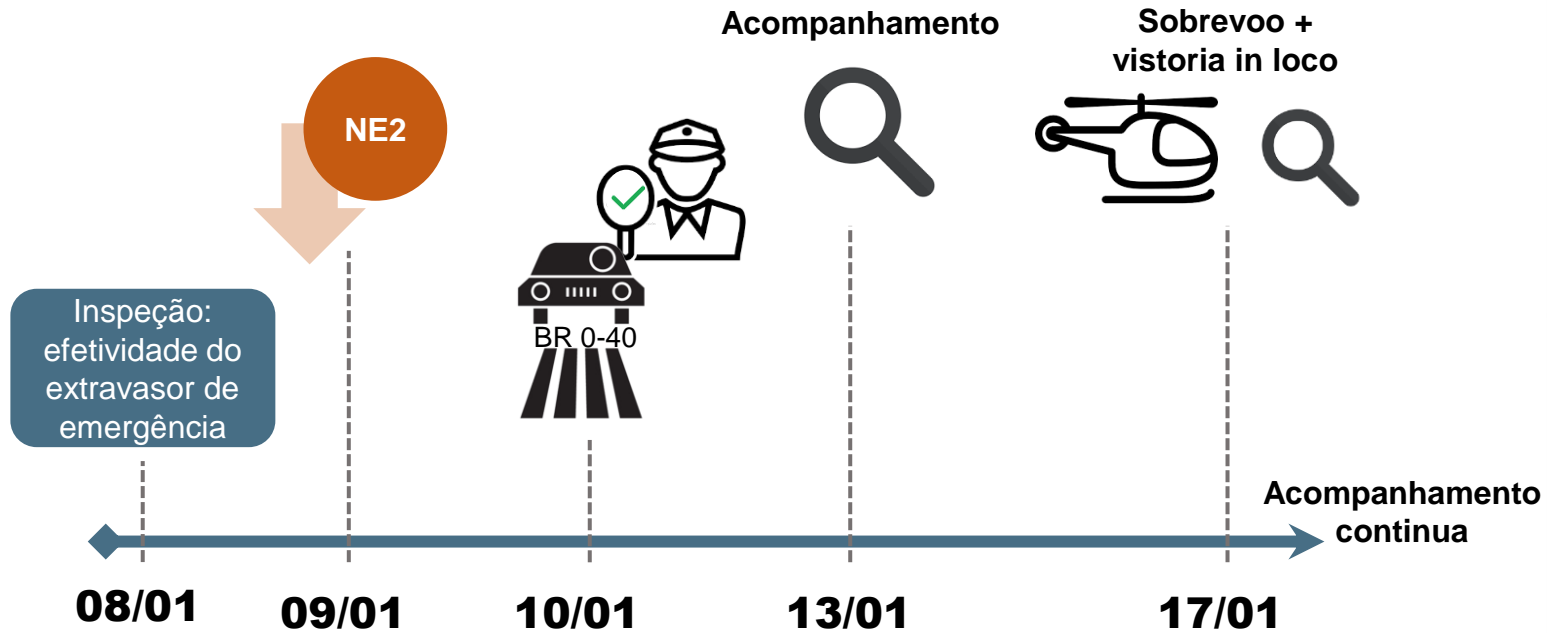 Acompanhamento
Sobrevoo +
vistoria in loco
NE2
BR 0-40
Inspeção:
efetividade do
extravasor de
emergência
Acompanhamento
continua
08/01
09/01
10/01
13/01
17/01